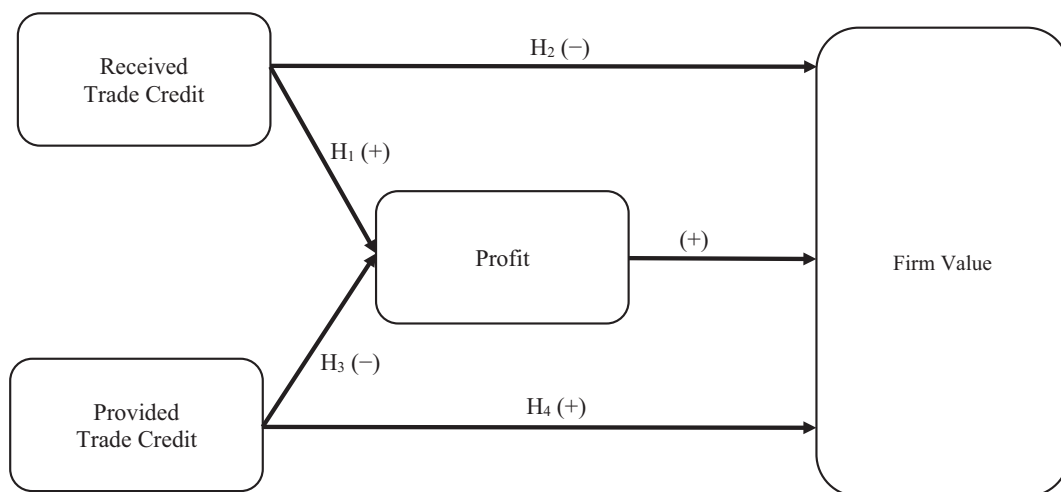 Received
Trade Credit
H₂ (−)
H₁ (+)
Profit
(+)
Firm Value
H₃ (−)
Provided
Trade Credit
H₄ (+)